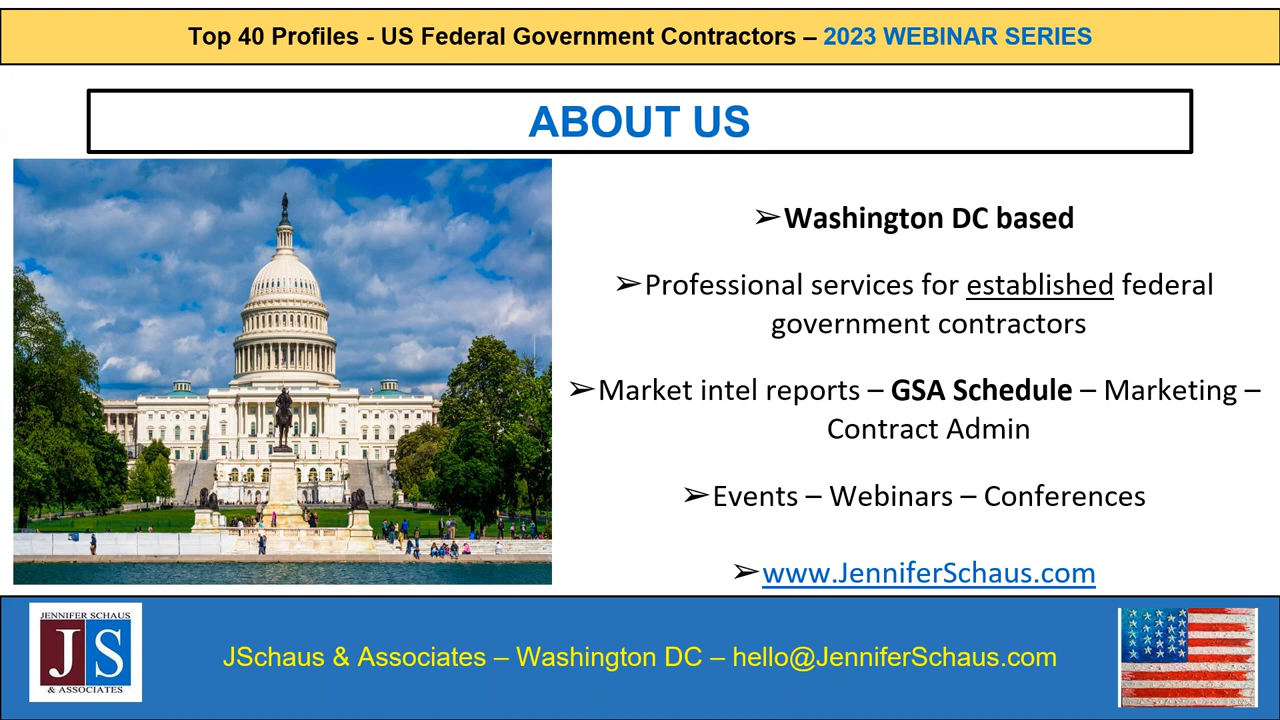 Top 40 Profiles - US Federal Government Contractors – 2023 WEBINAR SERIES
ABOUT US
➢Washington DC based
➢Professional services for established federal
government contractors
➢Market intel reports – GSA Schedule – Marketing –
Contract Admin
➢Events – Webinars – Conferences
➢www.JenniferSchaus.com
JENNIFER SCHAUS
JS
& ASSOCIATES
JSchaus & Associates – Washington DC – hello@JenniferSchaus.com